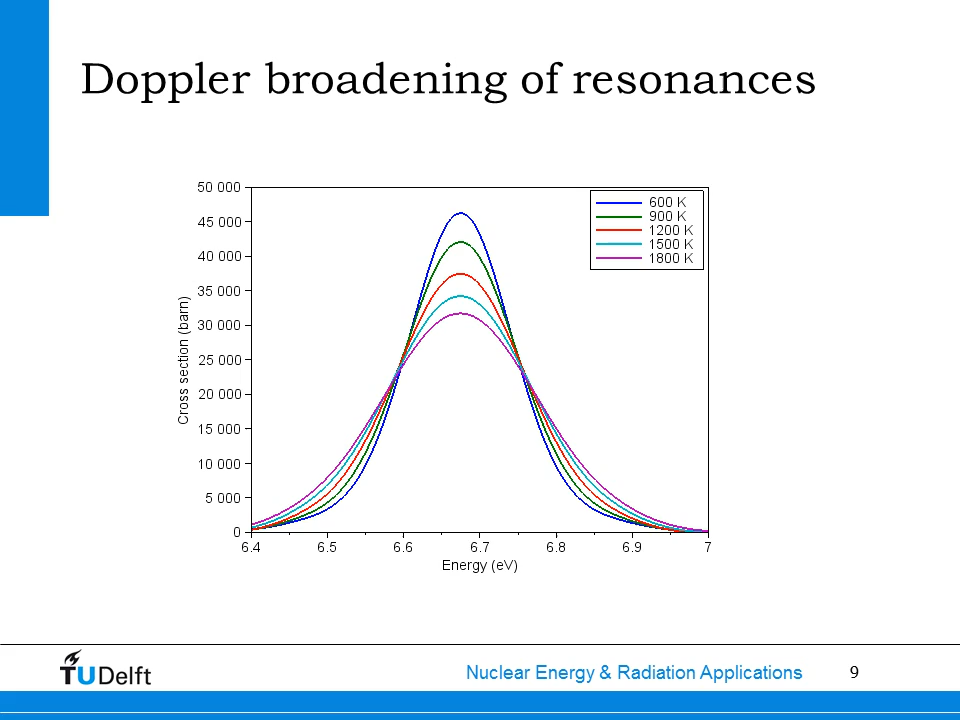 Doppler broadening of resonances
50 000
45 000
40 000
35 000
30 000
25 000
20 000
15 000
10 000
5 000
0
Cross section (barn)
600 K
900 K
1200 K
1500 K
1800 K
6.4 6.5 6.6 6.7 6.8 6.9 7
Energy (eV)
TUDelft
Nuclear Energy & Radiation Applications 9